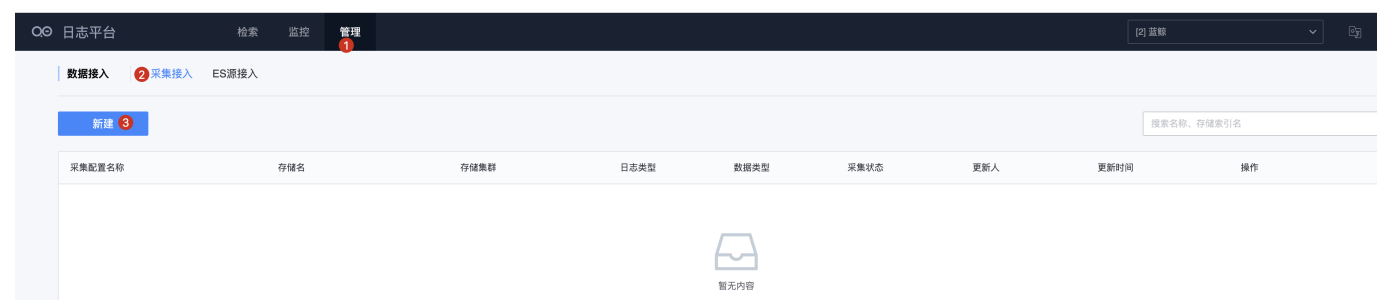 日志平台 检索 监控 管理 [2] 蓝鲸
1
数据接入 2 采集接入 ES源接入
新建 3 搜索名称、存储索引名
采集配置名称 存储名 存储集群 日志类型 数据类型 采集状态 更新人 更新时间 操作
暂无内容